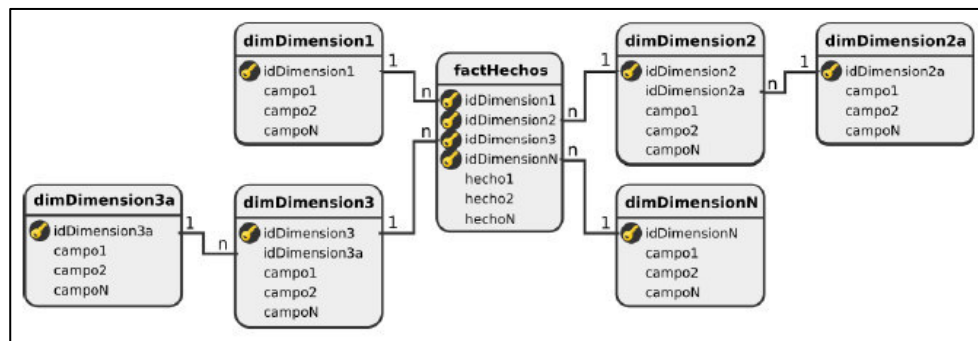 dimDimension1
idDimension1
campo1
campo2
campoN
1
n
factHechos
idDimension1
idDimension2
idDimension3
idDimensionN
hecho1
hecho2
hechoN
n
n
n
dimDimension2
1
idDimension2
idDimension2a
campo1
campo2
campoN
n
dimDimension2a
1
idDimension2a
campo1
campo2
campoN
dimDimension3a
idDimension3a
campo1
campo2
campoN
1
n
dimDimension3
idDimension3
idDimension3a
campo1
campo2
campoN
1
dimDimensionN
1
idDimensionN
campo1
campo2
campoN